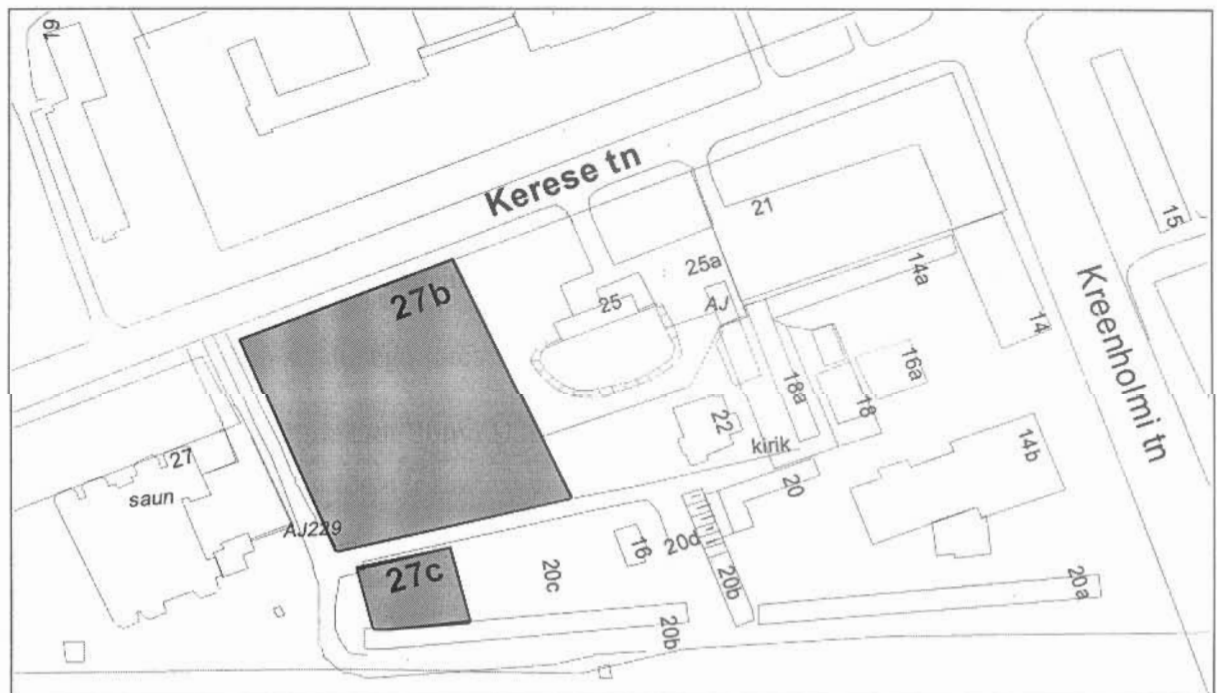 19
Kerese tn
21
15
27b
25a
14a
25
AJ
14
Kreenholmi tn
16a
18a
18
22
kirik
27
saun
14b
20
AJ229
16
20d
27c
20c
20b
20a
20b